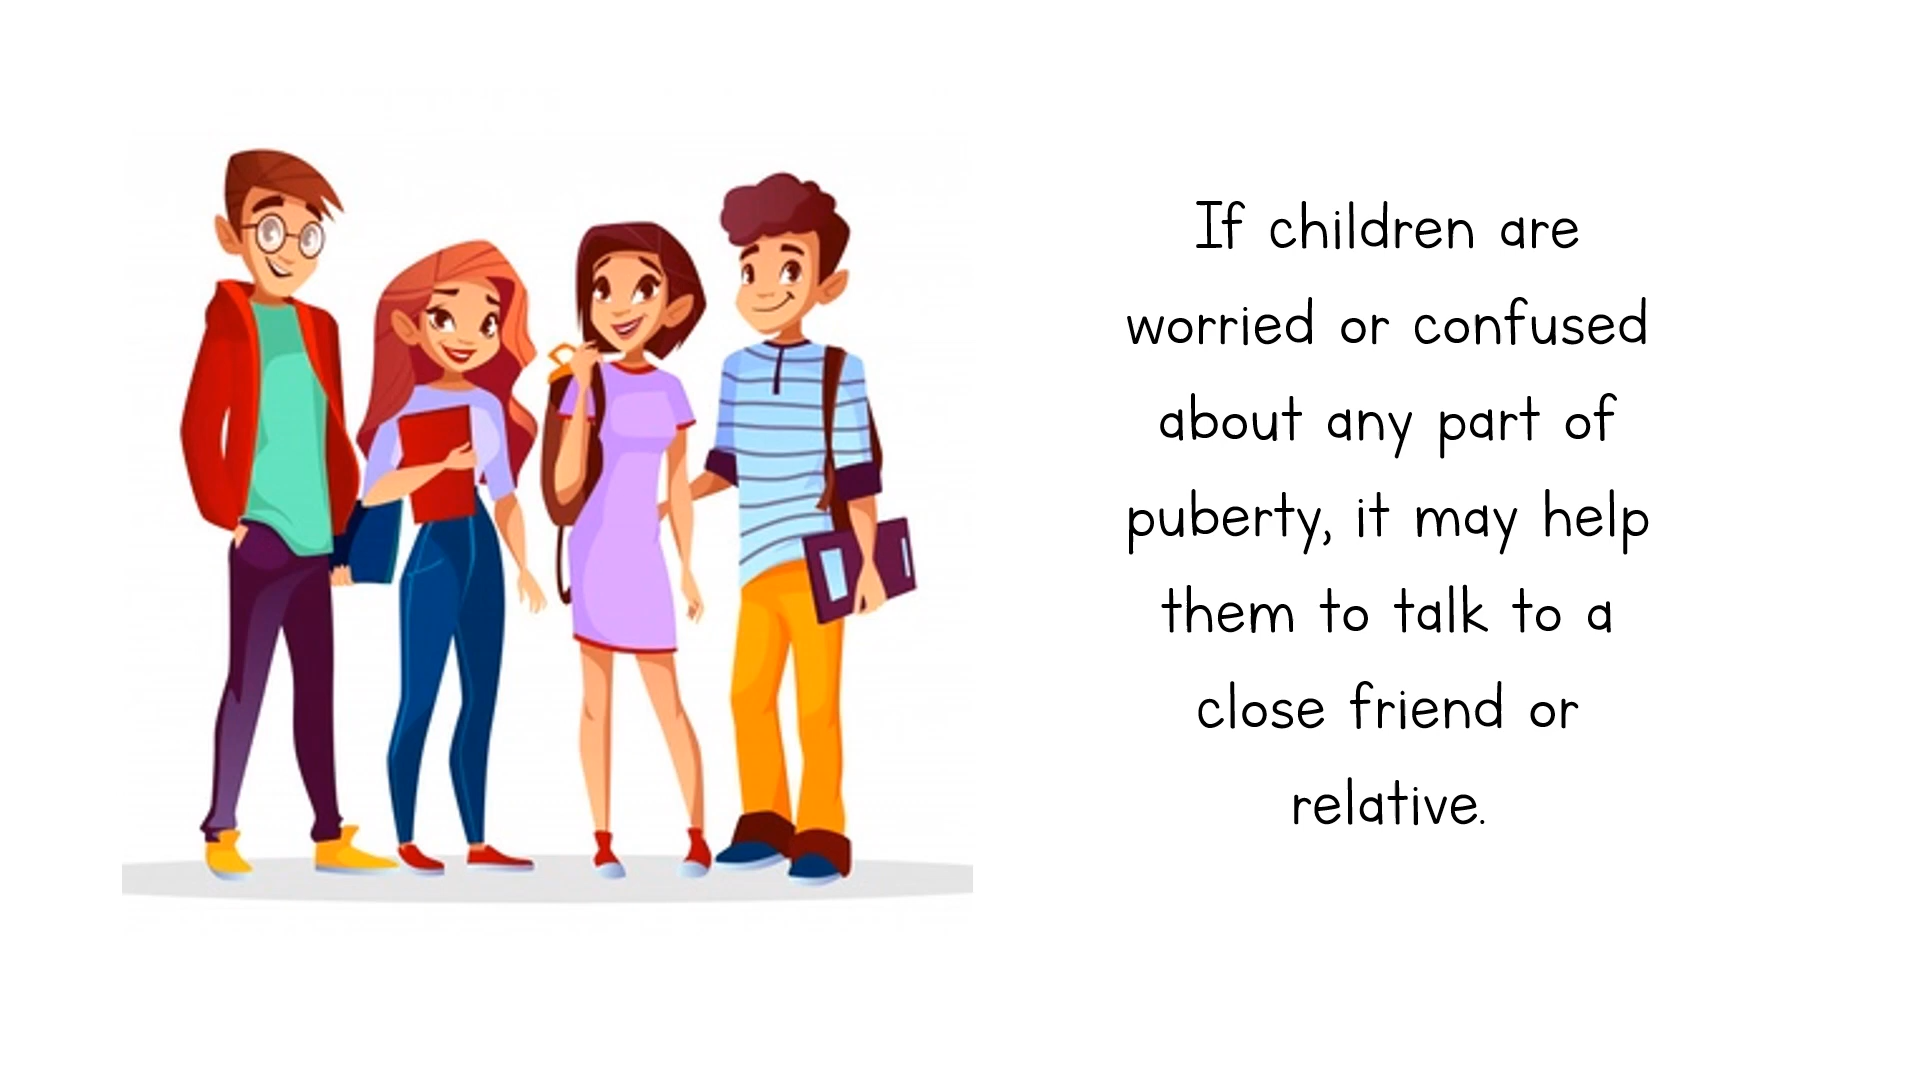 If children are
worried or confused
about any part of
puberty, it may help
them to talk to a
close friend or
relative.